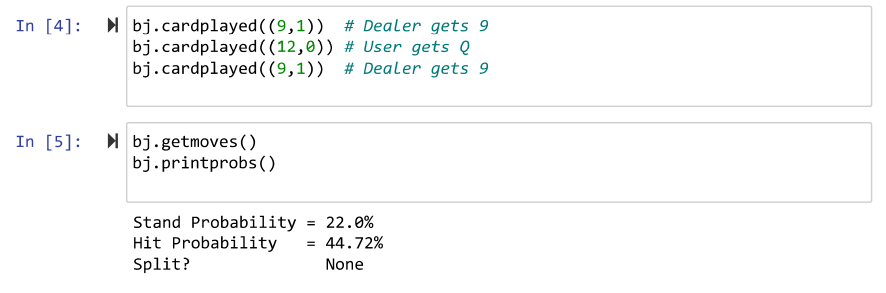 In [4]: bj.cardplayed((9,1))  # Dealer gets 9
bj.cardplayed((12,0)) # User gets Q
bj.cardplayed((9,1))  # Dealer gets 9
In [5]: bj.getmoves()
bj.printprobs()
Stand Probability = 22.0%
Hit Probability   = 44.72%
Split?              None